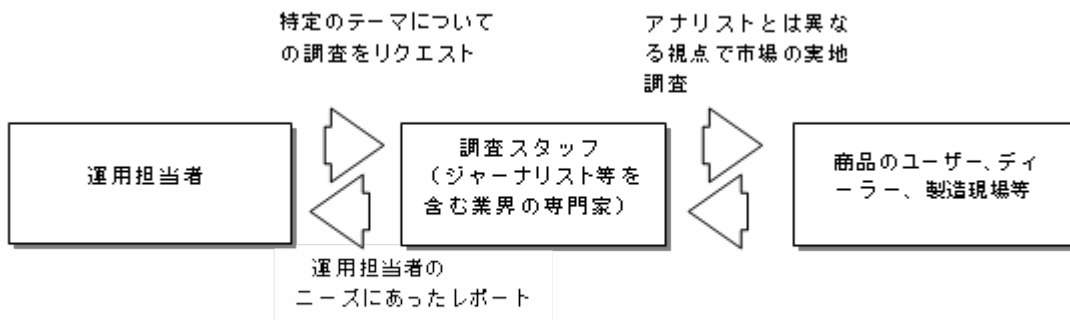 特定のテーマについて
の調査をリクエスト
アナリストとは異な
る視点で市場の実地
調査
運用担当者
調査スタッフ
（ジャーナリスト等を
含む業界の専門家）
商品のユーザー、ディ
ーラー、製造現場等
運用担当者の
ニーズにあったレポート